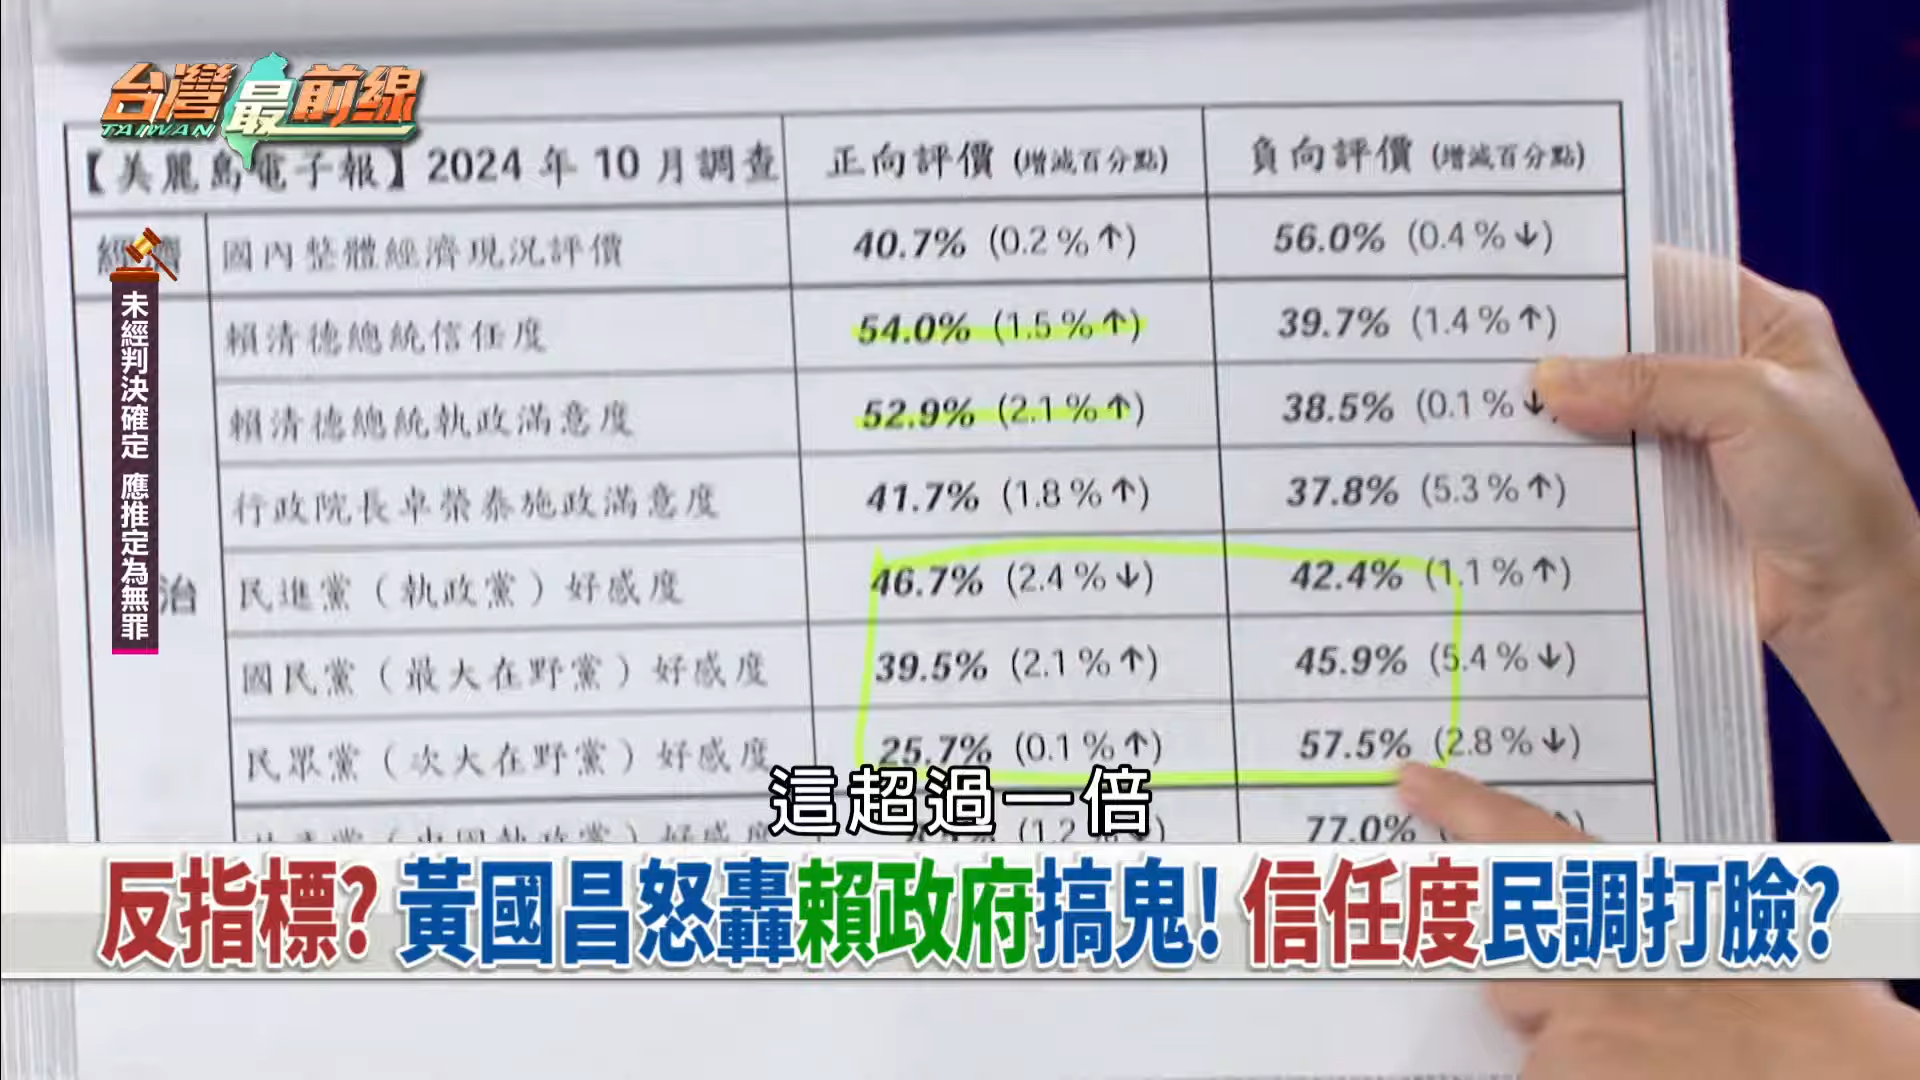 台灣最前線
TAIWAN
【美麗島電子報】2024年10月調查 正向評價 (增減百分點) 負向評價 (增減百分點)
經濟 國內整體經濟現況評價 40.7% (0.2%↑) 56.0% (0.4%↓)
賴清德總統信任度 54.0% (1.5%↑) 39.7% (1.4%↑)
賴清德總統執政滿意度 52.9% (2.1%↑) 38.5% (0.1%↓)
行政院長卓榮泰施政滿意度 41.7% (1.8%↑) 37.8% (5.3%↑)
治 民進黨（執政黨）好感度 46.7% (2.4%↓) 42.4% (1.1%↑)
國民黨（最大在野黨）好感度 39.5% (2.1%↑) 45.9% (5.4%↓)
民眾黨（次大在野黨）好感度 25.7% (0.1%↑) 57.5% (2.8%↓)
(1.2%↓) 77.0%
未經判決確定 應推定為無罪
這超過一倍
反指標? 黃國昌怒轟賴政府搞鬼! 信任度民調打臉?